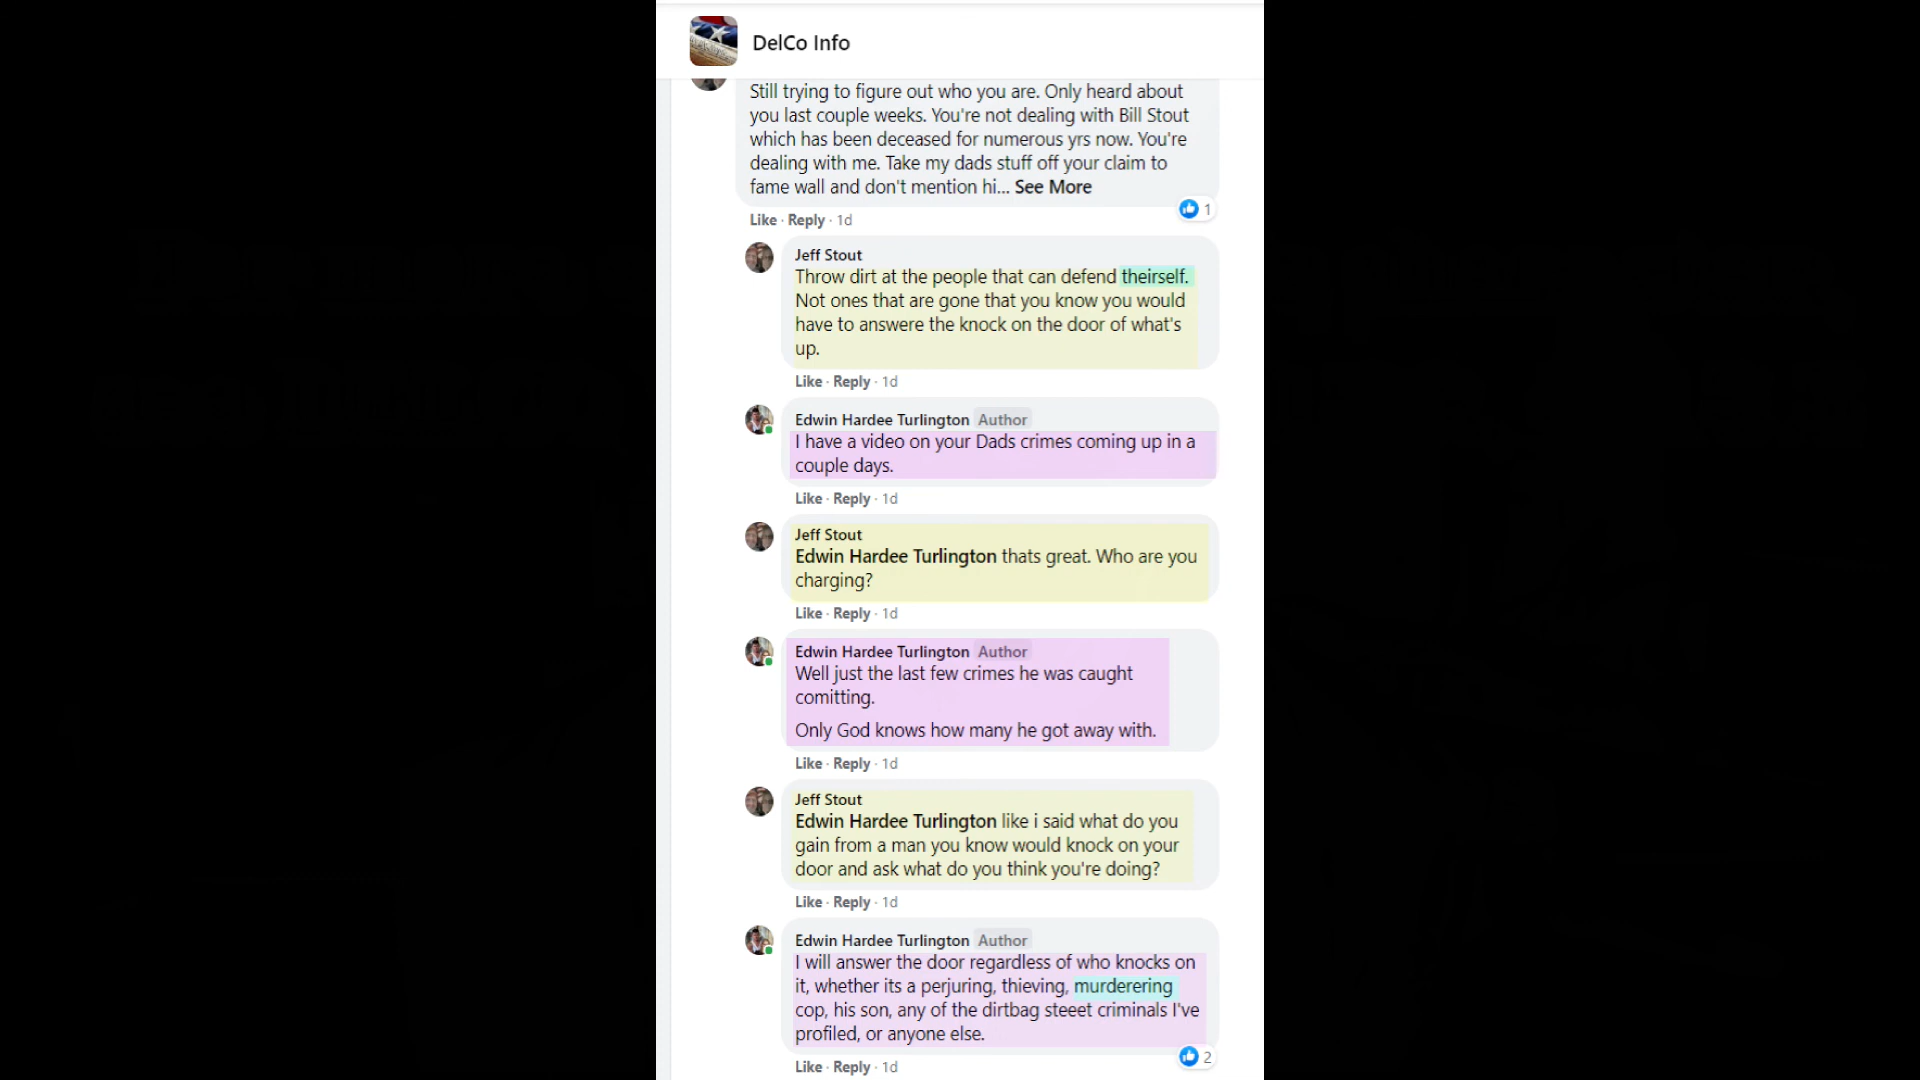 DelCo Info
Still trying to figure out who you are. Only heard about
you last couple weeks. You're not dealing with Bill Stout
which has been deceased for numerous yrs now. You're
dealing with me. Take my dads stuff off your claim to
fame wall and don't mention hi... See More
1
Like · Reply · 1d
Jeff Stout
Throw dirt at the people that can defend theirself.
Not ones that are gone that you know you would
have to answere the knock on the door of what's
up.
Like · Reply · 1d
Edwin Hardee Turlington Author
I have a video on your Dads crimes coming up in a
couple days.
Like · Reply · 1d
Jeff Stout
Edwin Hardee Turlington thats great. Who are you
charging?
Like · Reply · 1d
Edwin Hardee Turlington Author
Well just the last few crimes he was caught
comitting.
Only God knows how many he got away with.
Like · Reply · 1d
Jeff Stout
Edwin Hardee Turlington like i said what do you
gain from a man you know would knock on your
door and ask what do you think you're doing?
Like · Reply · 1d
Edwin Hardee Turlington Author
I will answer the door regardless of who knocks on
it, whether its a perjuring, thieving, murderering
cop, his son, any of the dirtbag steeet criminals I've
profiled, or anyone else.
2
Like · Reply · 1d